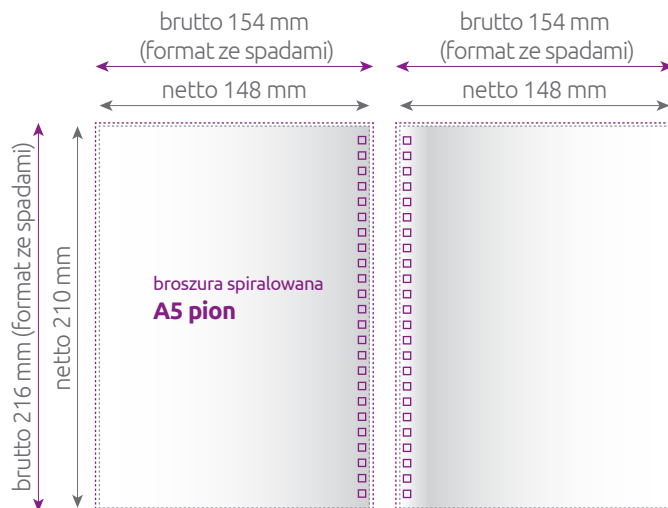 brutto 154 mm
(format ze spadami)
netto 148 mm
brutto 154 mm
(format ze spadami)
netto 148 mm
brutto 216 mm (format ze spadami)
netto 210 mm
broszura spiralowana
A5 pion